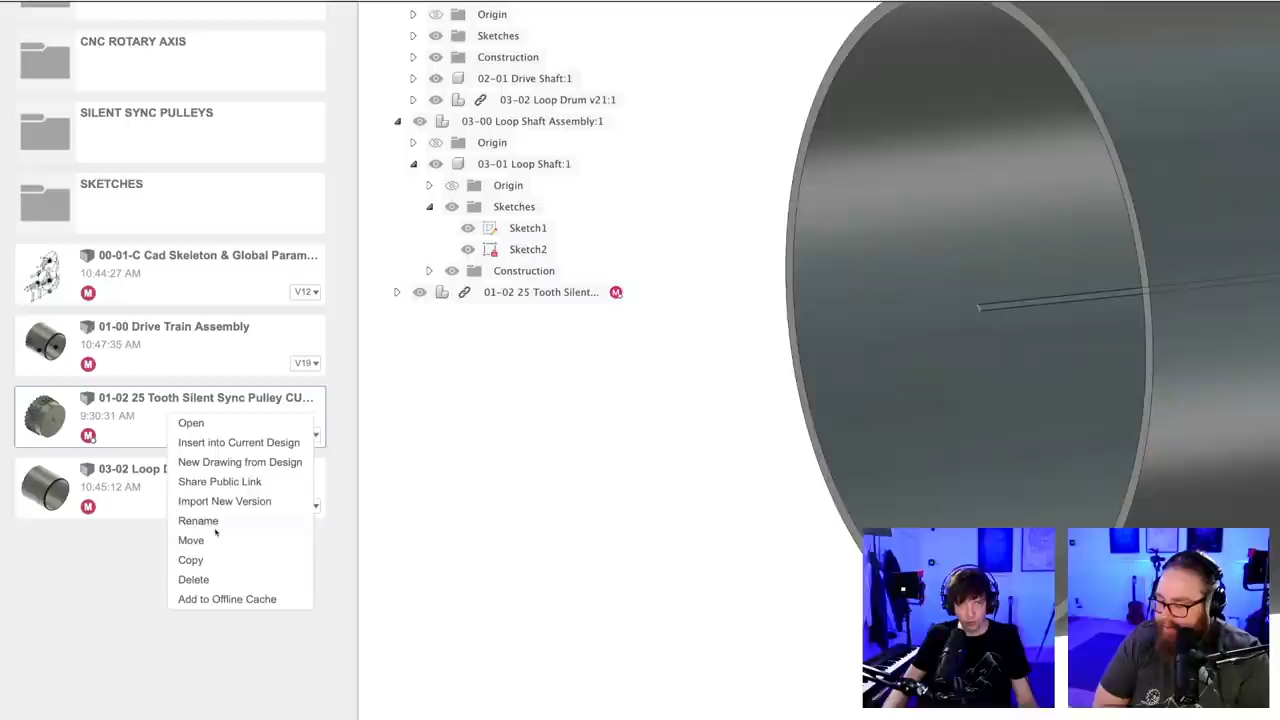 CNC ROTARY AXIS
SILENT SYNC PULLEYS
SKETCHES
00-01-C Cad Skeleton & Global Param...
10:44:27 AM
M
V12
01-00 Drive Train Assembly
10:47:35 AM
M
V19
01-02 25 Tooth Silent Sync Pulley CU...
9:30:31 AM
M
03-02 Loop D
10:45:12 AM
M
Open
Insert into Current Design
New Drawing from Design
Share Public Link
Import New Version
Rename
Move
Copy
Delete
Add to Offline Cache
Origin
Sketches
Construction
02-01 Drive Shaft:1
03-02 Loop Drum v21:1
03-00 Loop Shaft Assembly:1
Origin
03-01 Loop Shaft:1
Origin
Sketches
Sketch1
Sketch2
Construction
01-02 25 Tooth Silent...
M